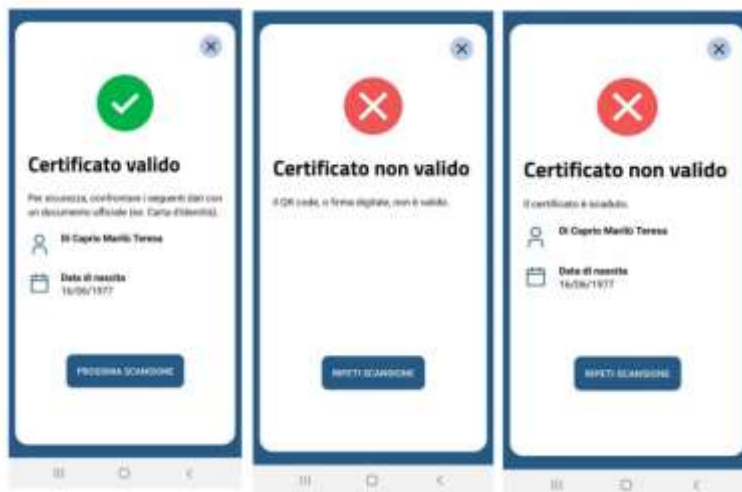 Certificato valido
Per sicurezza, confrontare i seguenti dati con
un documento ufficiale (es. Carta d'identità).
Di Caprio Marilù Teresa
Data di nascita
16/06/1977
PROSSIMA SCANSIONE
Certificato non valido
Il QR code, o firma digitale, non è valido.
RIPETI SCANSIONE
Certificato non valido
Il certificato è scaduto.
Di Caprio Marilù Teresa
Data di nascita
16/06/1977
RIPETI SCANSIONE